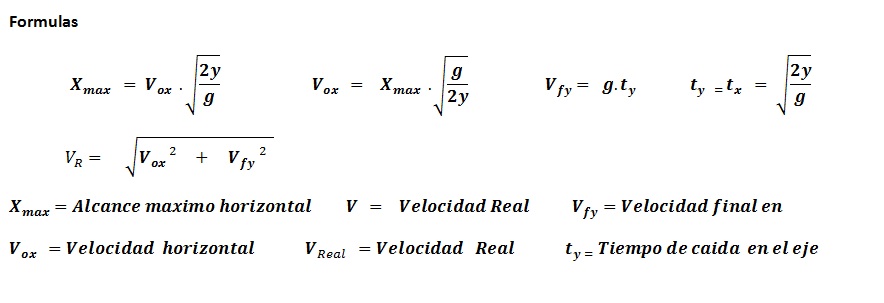 Formulas
X_max = V_ox . √(2y/g)    V_ox = X_max . √(g/2y)    V_fy = g.t_y    t_y = t_x = √(2y/g)
V_R = √(V_ox² + V_fy²)
X_max = Alcance maximo horizontal    V = Velocidad Real    V_fy = Velocidad final en
V_ox = Velocidad horizontal    V_Real = Velocidad Real    t_y = Tiempo de caida en el eje